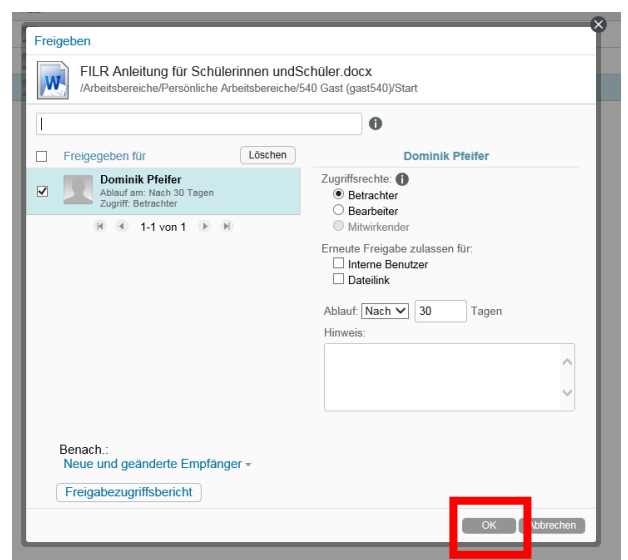 Freigeben
FILR Anleitung für Schülerinnen undSchüler.docx
/Arbeitsbereiche/Persönliche Arbeitsbereiche/540 Gast (gast540)/Start
Freigegeben für
Löschen
Dominik Pfeifer
Ablauf am: Nach 30 Tagen
Zugriff: Betrachter
1-1 von 1
Dominik Pfeifer
Zugriffsrechte:
Betrachter
Bearbeiter
Mitwirkender
Erneute Freigabe zulassen für:
Interne Benutzer
Dateilink
Ablauf: Nach 30 Tagen
Hinweis:
Benach.:
Neue und geänderte Empfänger
Freigabezugriffsbericht
OK Abbrechen